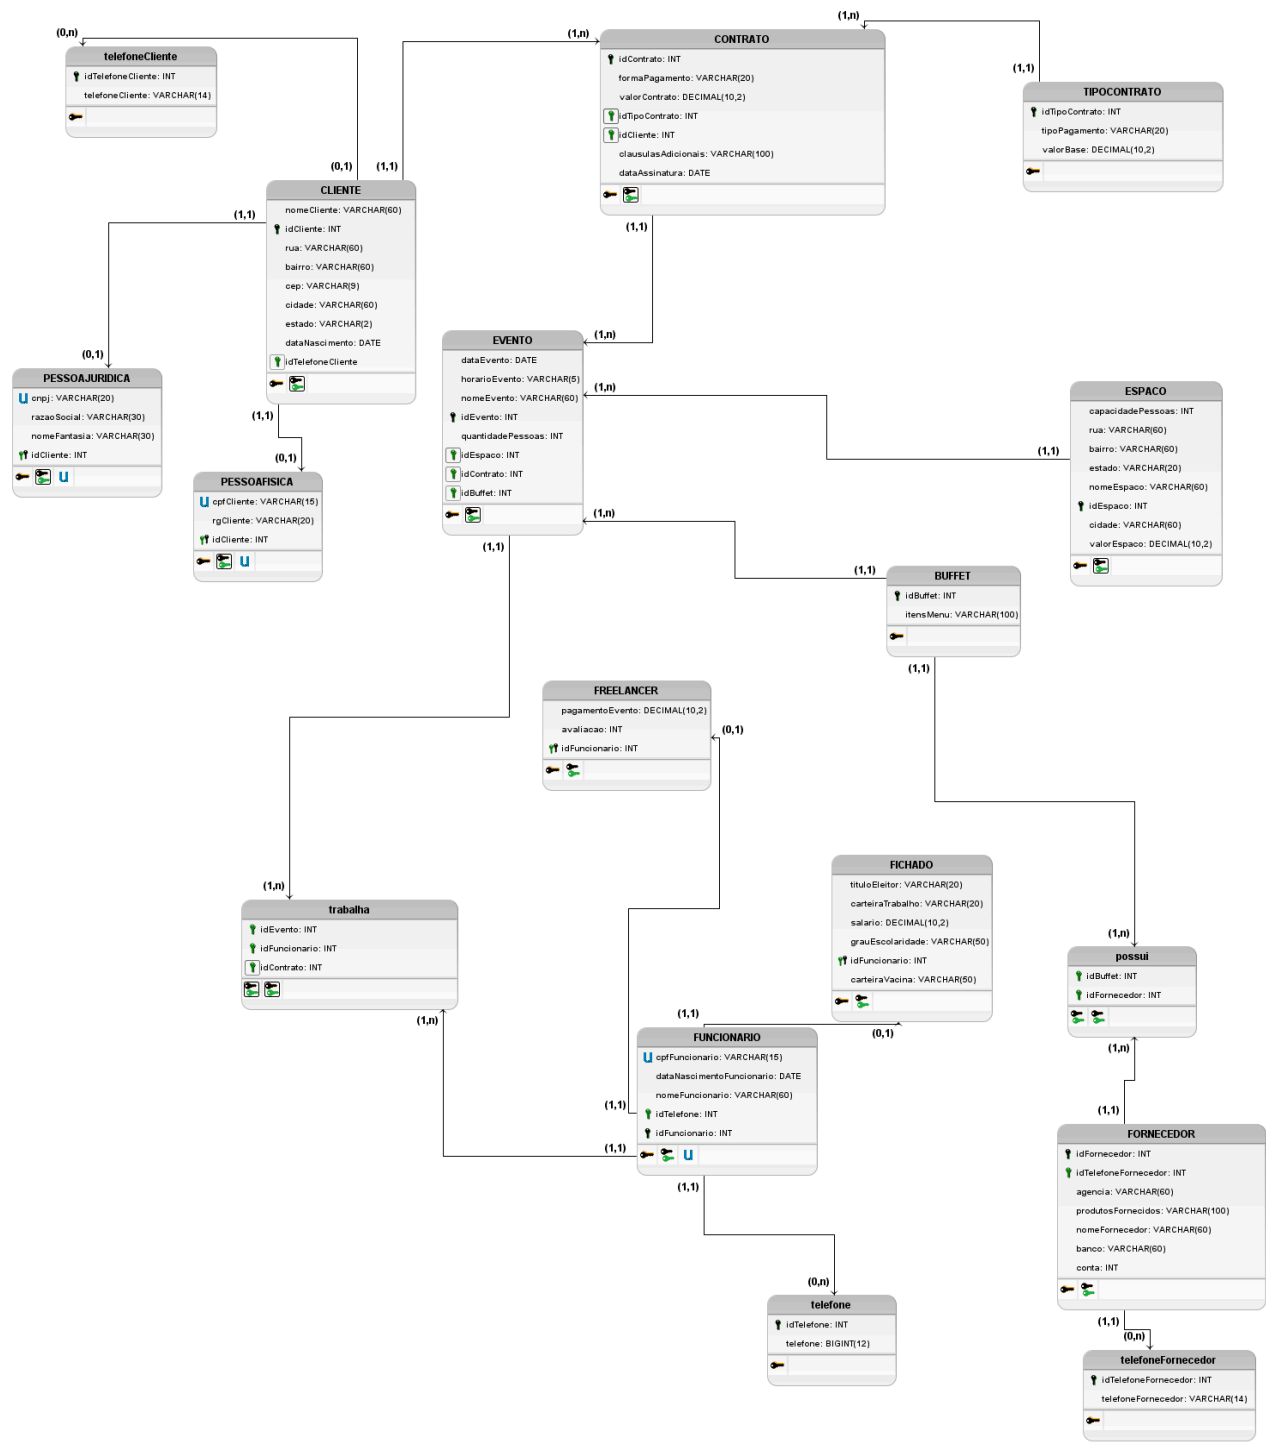 (0,n)
telefoneCliente
idTelefoneCliente: INT
telefoneCliente: VARCHAR(14)
(1,n)
CONTRATO
idContrato: INT
formaPagamento: VARCHAR(20)
valorContrato: DECIMAL(10,2)
idTipoContrato: INT
idCliente: INT
clausulasAdicionais: VARCHAR(100)
dataAssinatura: DATE
(1,n)
(1,1)
TIPOCONTRATO
idTipoContrato: INT
tipoPagamento: VARCHAR(20)
valorBase: DECIMAL(10,2)
(0,1)
(1,1)
CLIENTE
nomeCliente: VARCHAR(60)
idCliente: INT
rua: VARCHAR(60)
bairro: VARCHAR(60)
cep: VARCHAR(9)
cidade: VARCHAR(60)
estado: VARCHAR(2)
dataNascimento: DATE
idTelefoneCliente
(1,1)
(1,1)
(0,1)
PESSOAJURIDICA
U cnpj: VARCHAR(20)
razaoSocial: VARCHAR(30)
nomeFantasia: VARCHAR(30)
idCliente: INT
U
(1,1)
(0,1)
PESSOAFISICA
U cpfCliente: VARCHAR(15)
rgCliente: VARCHAR(20)
idCliente: INT
U
(1,n)
EVENTO
dataEvento: DATE
horarioEvento: VARCHAR(5)
nomeEvento: VARCHAR(60)
idEvento: INT
quantidadePessoas: INT
idEspaco: INT
idContrato: INT
idBuffet: INT
(1,n)
(1,n)
(1,1)
(1,1)
ESPACO
capacidadePessoas: INT
rua: VARCHAR(60)
bairro: VARCHAR(60)
estado: VARCHAR(20)
nomeEspaco: VARCHAR(60)
idEspaco: INT
cidade: VARCHAR(60)
valorEspaco: DECIMAL(10,2)
(1,1)
BUFFET
idBuffet: INT
itensMenu: VARCHAR(100)
(1,1)
FREELANCER
pagamentoEvento: DECIMAL(10,2)
avaliacao: INT
idFuncionario: INT
(0,1)
FICHADO
tituloEleitor: VARCHAR(20)
carteiraTrabalho: VARCHAR(20)
salario: DECIMAL(10,2)
grauEscolaridade: VARCHAR(50)
idFuncionario: INT
carteiraVacina: VARCHAR(50)
(1,n)
trabalha
idEvento: INT
idFuncionario: INT
idContrato: INT
(1,n)
(1,n)
possui
idBuffet: INT
idFornecedor: INT
(1,n)
(1,1)
(0,1)
FUNCIONARIO
U cpfFuncionario: VARCHAR(15)
dataNascimentoFuncionario: DATE
nomeFuncionario: VARCHAR(60)
idTelefone: INT
idFuncionario: INT
U
(1,1)
(1,1)
(1,1)
(1,1)
FORNECEDOR
idFornecedor: INT
idTelefoneFornecedor: INT
agencia: VARCHAR(60)
produtosFornecidos: VARCHAR(100)
nomeFornecedor: VARCHAR(60)
banco: VARCHAR(60)
conta: INT
(0,n)
telefone
idTelefone: INT
telefone: BIGINT(12)
(1,1)
(0,n)
telefoneFornecedor
idTelefoneFornecedor: INT
telefoneFornecedor: VARCHAR(14)